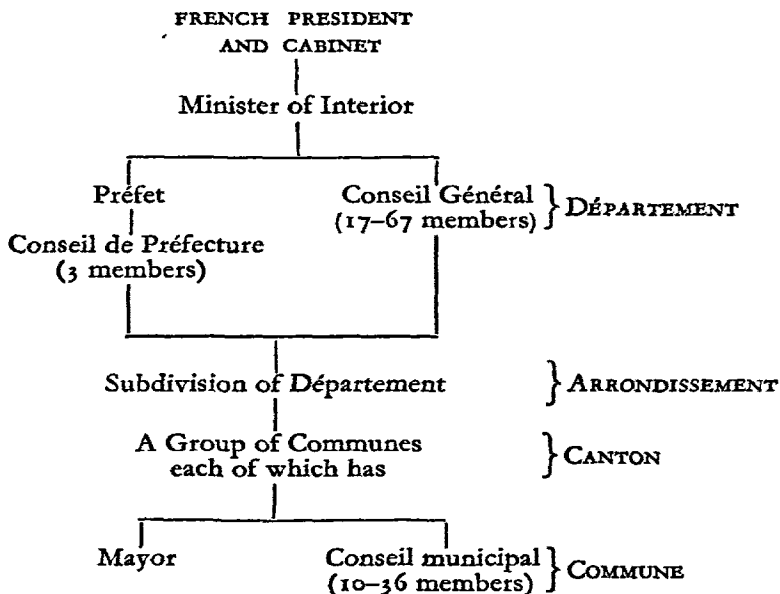 FRENCH PRESIDENT
AND CABINET
Minister of Interior
Préfet
Conseil de Préfecture
(3 members)
Conseil Général
(17–67 members)
} DÉPARTEMENT
Subdivision of Département } ARRONDISSEMENT
A Group of Communes
each of which has
} CANTON
Mayor
Conseil municipal
(10–36 members)
} COMMUNE